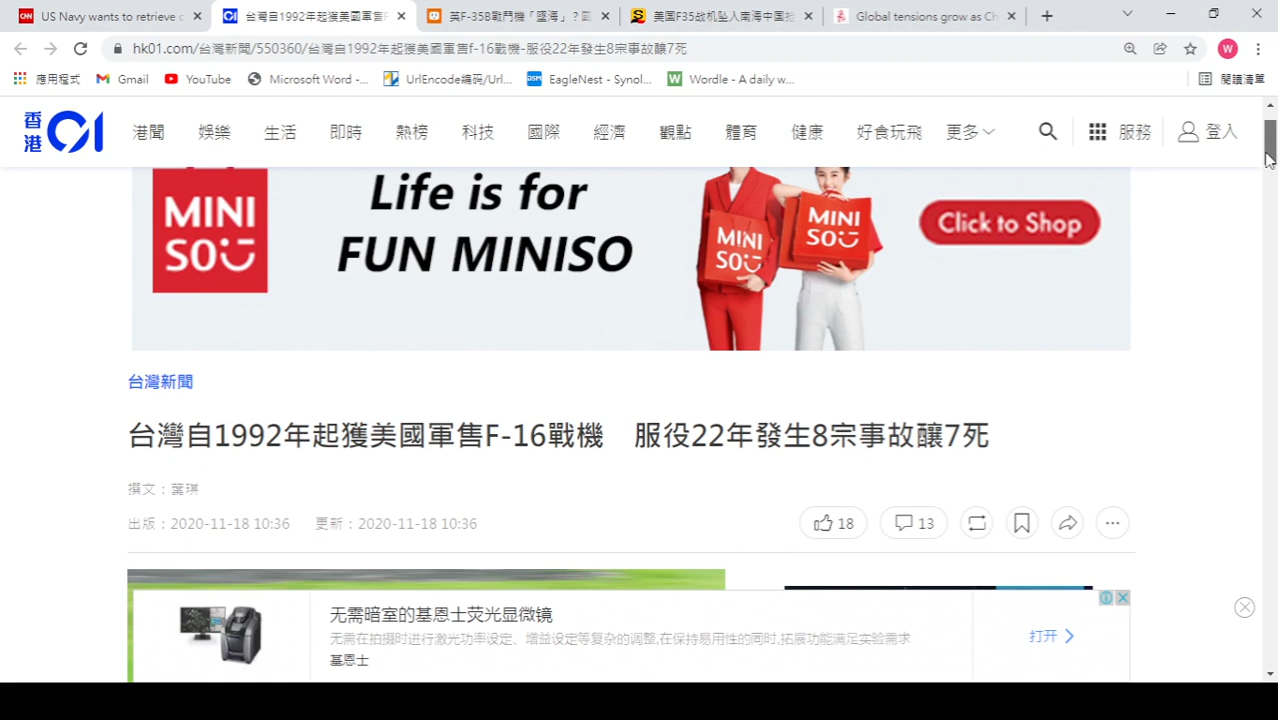 US Navy wants to retrieve c
台灣自1992年起獲美國軍售F
英F-35B戰鬥機「墜海」？
美国F35战机坠入南海中国
Global tensions grow as Ch
hk01.com/台灣新聞/550360/台灣自1992年起獲美國軍售f-16戰機-服役22年發生8宗事故釀7死
W
應用程式
Gmail
YouTube
Microsoft Word -...
UrlEncode编码/Url...
EagleNest - Synol...
Wordle - A daily w...
閱讀清單
香港
01
港聞
娛樂
生活
即時
熱榜
科技
國際
經濟
觀點
體育
健康
好食玩飛
更多
服務
登入
MINI
SO
Life is for
FUN MINISO
MINI
SO
MINI
SO
Click to Shop
台灣新聞
台灣自1992年起獲美國軍售F-16戰機 服役22年發生8宗事故釀7死
撰文：葉琪
出版：2020-11-18 10:36 更新：2020-11-18 10:36
18
13
无需暗室的基恩士荧光显微镜
无需在拍摄时进行激光功率设定、增益设定等复杂的调整,在保持易用性的同时,拓展功能满足实验需求
基恩士
打开